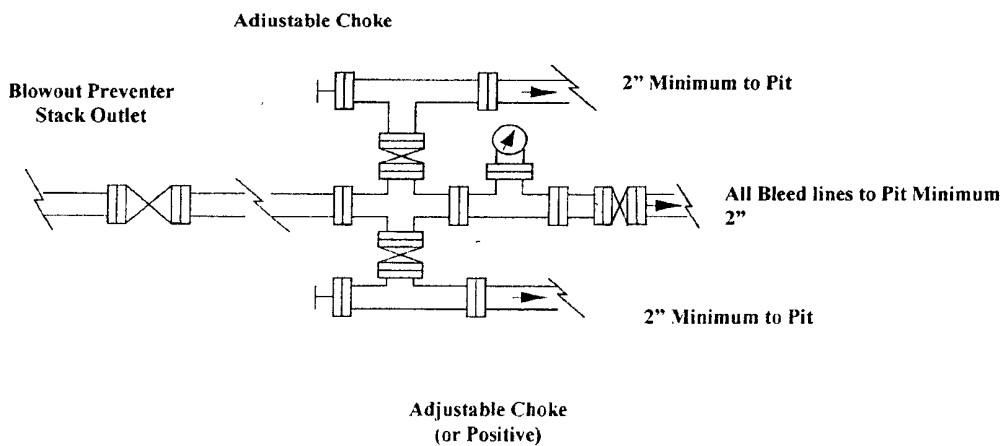 Adiustable Choke
Blowout Preventer
Stack Outlet
2” Minimum to Pit
All Bleed lines to Pit Minimum
2”
2” Minimum to Pit
Adjustable Choke
(or Positive)